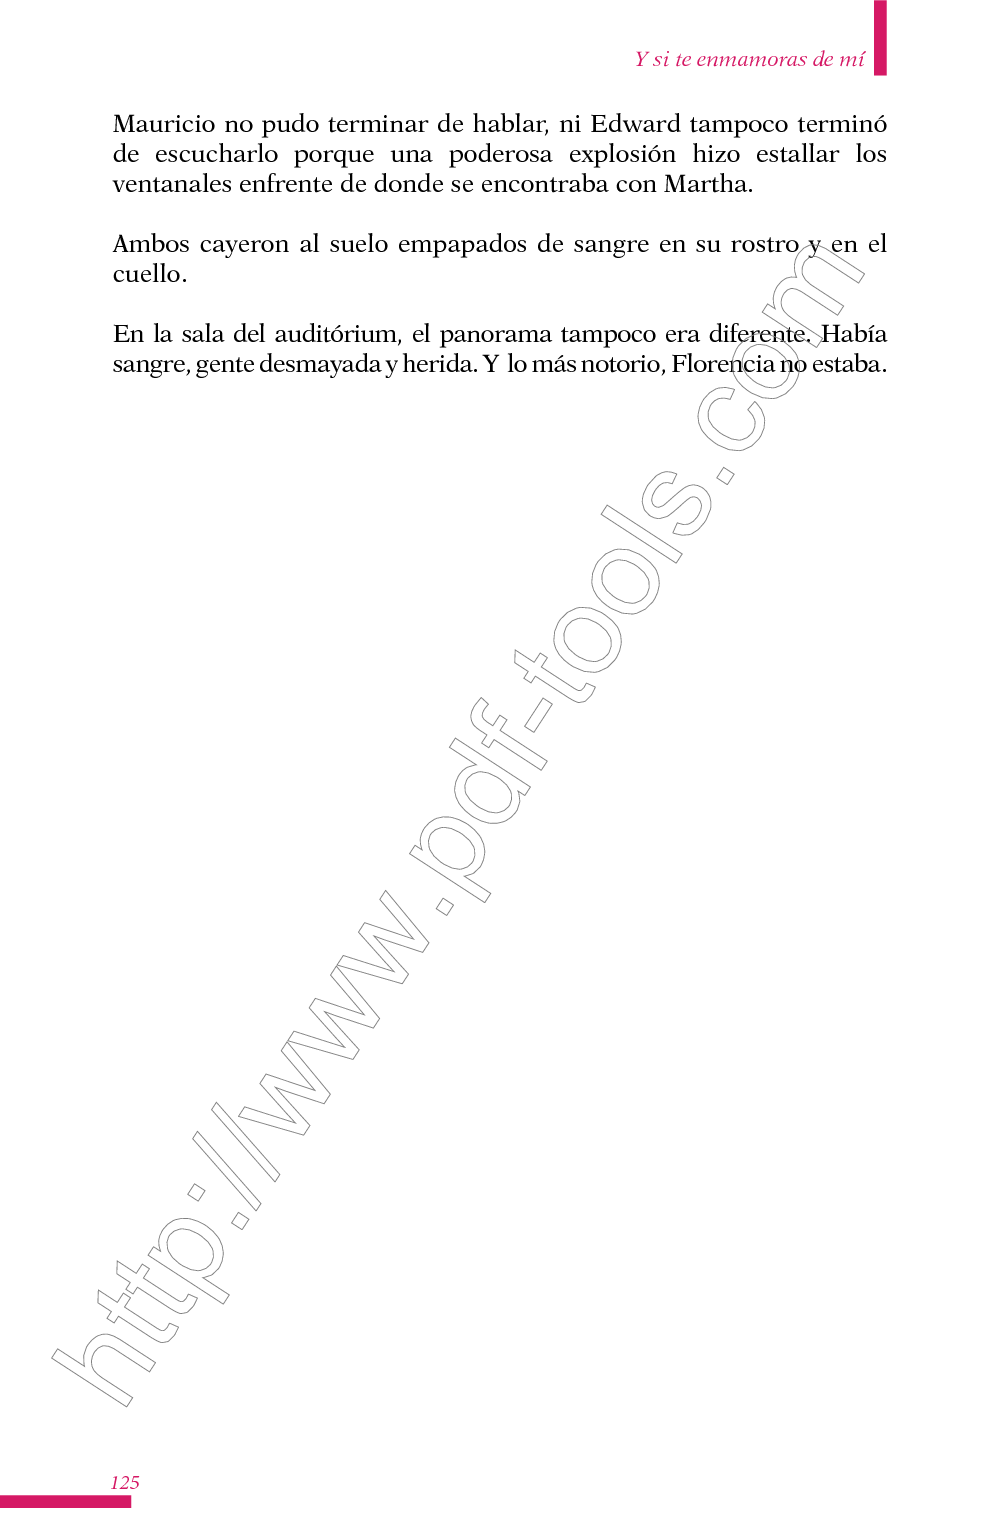 Y si te enmamoras de mí
Mauricio no pudo terminar de hablar, ni Edward tampoco terminó
de escucharlo porque una poderosa explosión hizo estallar los
ventanales enfrente de donde se encontraba con Martha.
Ambos cayeron al suelo empapados de sangre en su rostro y en el
cuello.
En la sala del auditórium, el panorama tampoco era diferente. Había
sangre, gente desmayada y herida. Y lo más notorio, Florencia no estaba.
http://www.pdf-tools.com
125